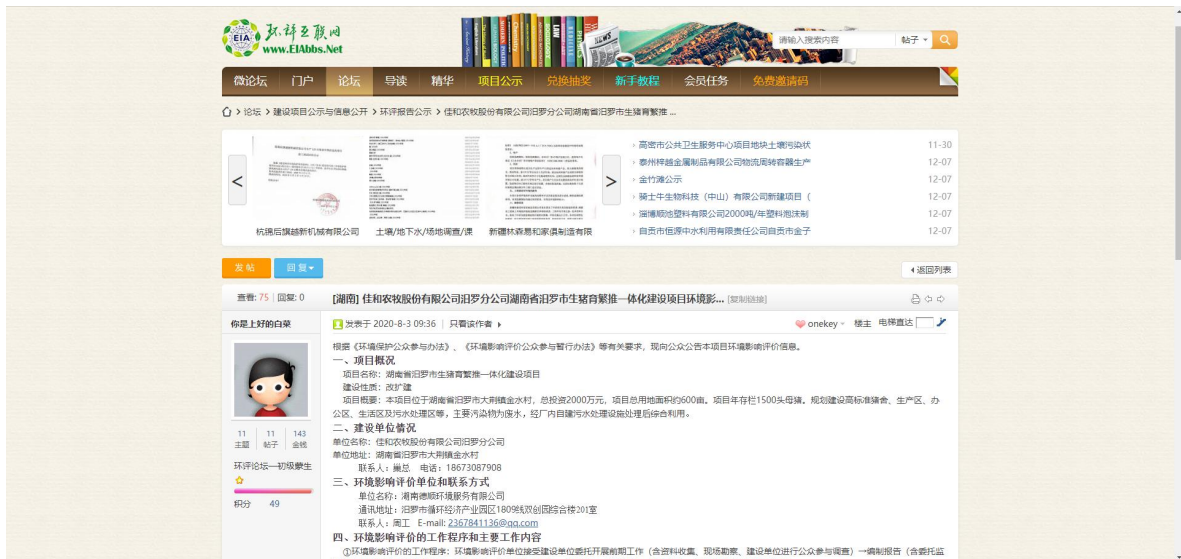 EIA 环评互联网
www.EIAbbs.Net
请输入搜索内容 帖子
微论坛 门户 论坛 导读 精华 项目公示 兑换抽奖 新手教程 会员任务 免费邀请码
论坛 > 建设项目公示与信息公开 > 环评报告公示 > 佳和农牧股份有限公司汨罗分公司湖南省汨罗市生猪育繁推 ...
高密市公共卫生服务中心项目地块土壤污染状 11-30
泰州梓越金属制品有限公司物流周转容器生产 12-07
金竹滩公示 12-07
骑士牛生物科技（中山）有限公司新建项目（ 12-07
淄博顺池塑料有限公司2000吨/年塑料泡沫制 12-07
自贡市恒源中水利用有限责任公司自贡市金子 12-07
杭锦后旗越新机械有限公司 土壤/地下水/场地调查/课 新疆林森易和家俱制造有限
发帖 回复 返回列表
查看: 75 | 回复: 0 [湖南] 佳和农牧股份有限公司汨罗分公司湖南省汨罗市生猪育繁推一体化建设项目环境影... [复制链接]
你是上好的白菜 发表于 2020-8-3 09:36 | 只看该作者 onekey 楼主 电梯直达
根据《环境保护公众参与办法》、《环境影响评价公众参与暂行办法》等有关要求，现向公众公告本项目环境影响评价信息。
一、项目概况
项目名称：湖南省汨罗市生猪育繁推一体化建设项目
建设性质：改扩建
项目概要：本项目位于湖南省汨罗市大荆镇金水村，总投资2000万元，项目总用地面积约600亩。项目年存栏1500头母猪。规划建设高标准猪舍、生产区、办
公区、生活区及污水处理区等，主要污染物为废水，经厂内自建污水处理设施处理后综合利用。
二、建设单位情况
单位名称：佳和农牧股份有限公司汨罗分公司
单位地址：湖南省汨罗市大荆镇金水村
联系人：巢总 电话：18673087908
三、环境影响评价单位和联系方式
单位名称：湖南德顺环境服务有限公司
通讯地址：汨罗市循环经济产业园区1809线双创园综合楼201室
联系人：周工 E-mail: 2367841136@qq.com
四、环境影响评价的工作程序和主要工作内容
①环境影响评价的工作程序：环境影响评价单位接受建设单位委托开展前期工作（含资料收集、现场勘察、建设单位进行公众参与调查）→编制报告（含委托监
11 11 143
主题 帖子 金钱
环评论坛—初级蒙生
积分 49